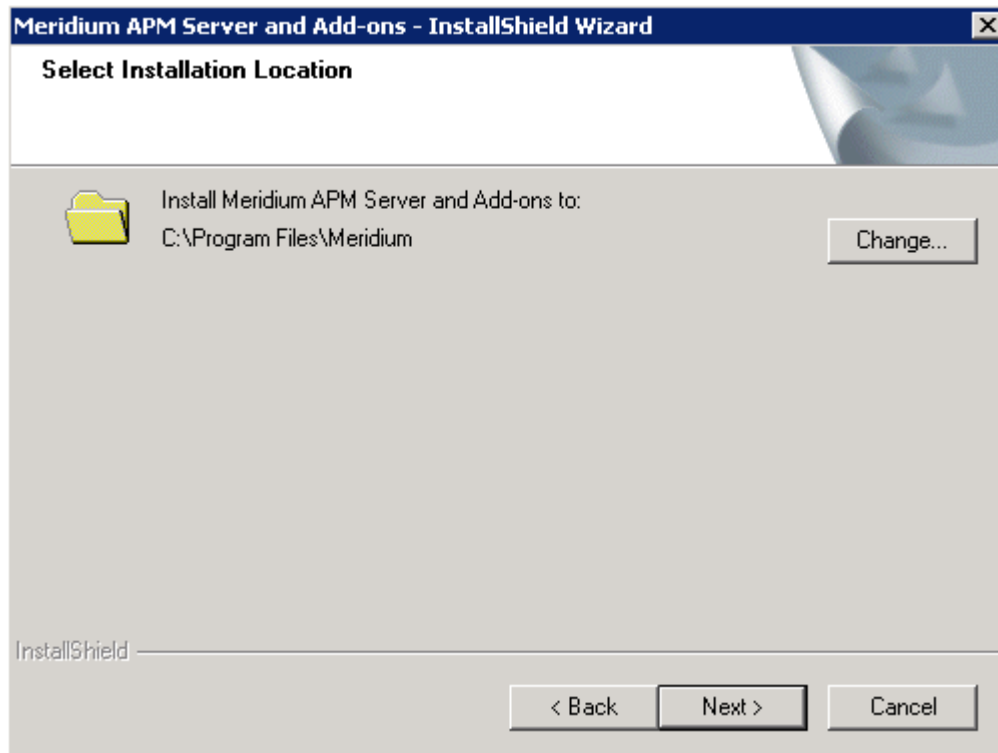 Meridium APM Server and Add-ons - InstallShield Wizard
Select Installation Location
Install Meridium APM Server and Add-ons to:
C:\Program Files\Meridium
Change...
InstallShield
< Back
Next >
Cancel